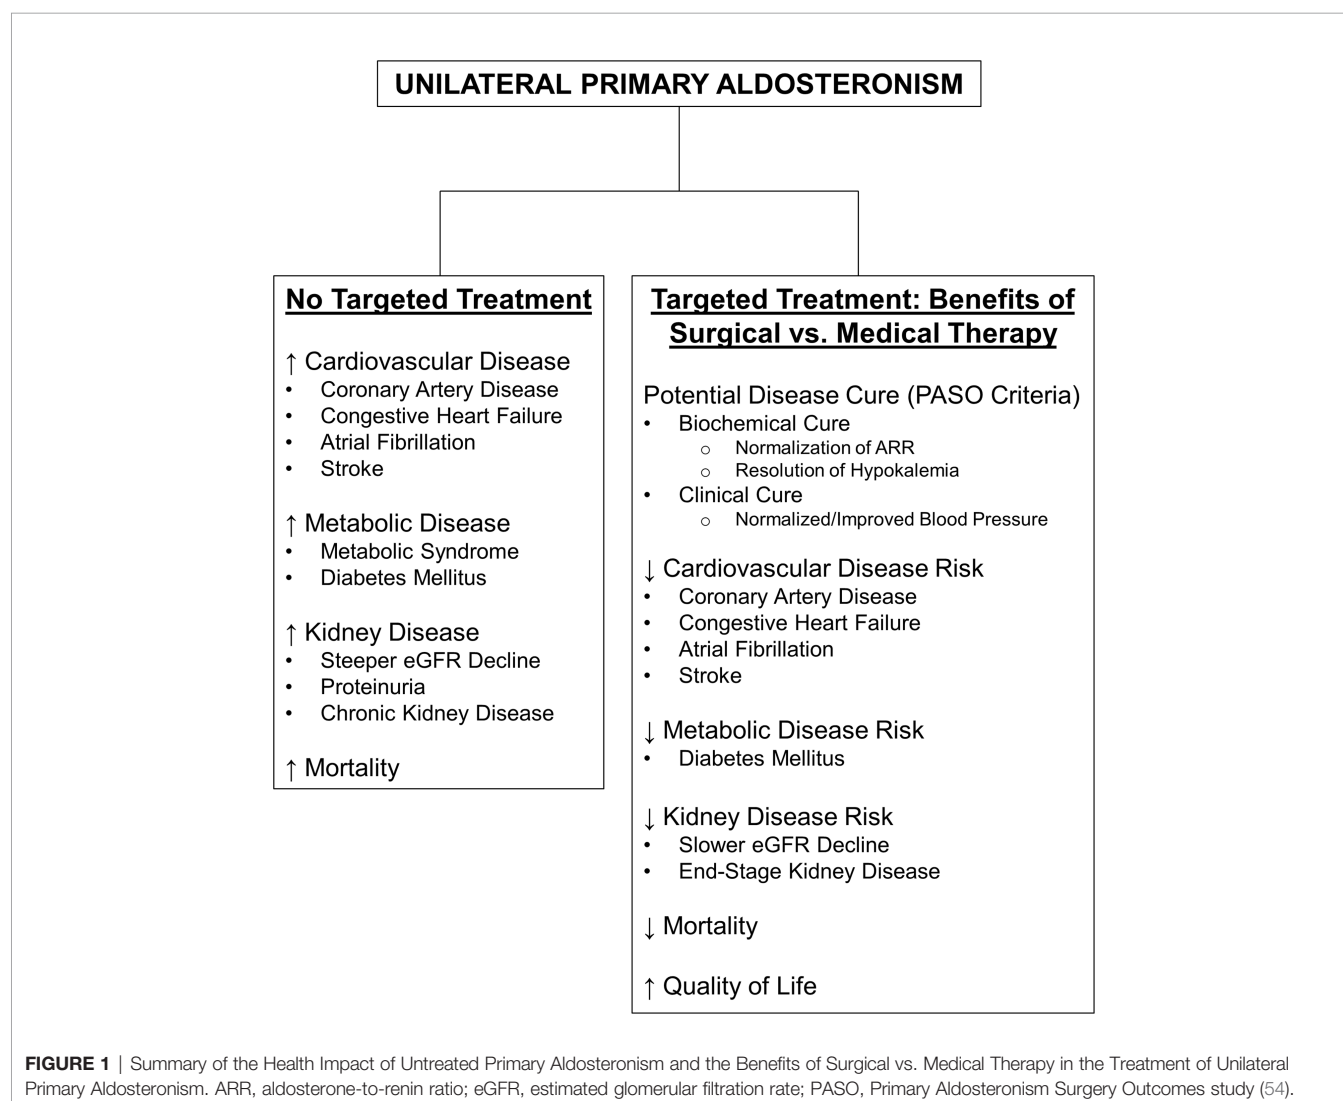 UNILATERAL PRIMARY ALDOSTERONISM
No Targeted Treatment
↑ Cardiovascular Disease
• Coronary Artery Disease
• Congestive Heart Failure
• Atrial Fibrillation
• Stroke
↑ Metabolic Disease
• Metabolic Syndrome
• Diabetes Mellitus
↑ Kidney Disease
• Steeper eGFR Decline
• Proteinuria
• Chronic Kidney Disease
↑ Mortality
Targeted Treatment: Benefits of
Surgical vs. Medical Therapy
Potential Disease Cure (PASO Criteria)
• Biochemical Cure
o Normalization of ARR
o Resolution of Hypokalemia
• Clinical Cure
o Normalized/Improved Blood Pressure
↓ Cardiovascular Disease Risk
• Coronary Artery Disease
• Congestive Heart Failure
• Atrial Fibrillation
• Stroke
↓ Metabolic Disease Risk
• Diabetes Mellitus
↓ Kidney Disease Risk
• Slower eGFR Decline
• End-Stage Kidney Disease
↓ Mortality
↑ Quality of Life
FIGURE 1 | Summary of the Health Impact of Untreated Primary Aldosteronism and the Benefits of Surgical vs. Medical Therapy in the Treatment of Unilateral
Primary Aldosteronism. ARR, aldosterone-to-renin ratio; eGFR, estimated glomerular filtration rate; PASO, Primary Aldosteronism Surgery Outcomes study (54).